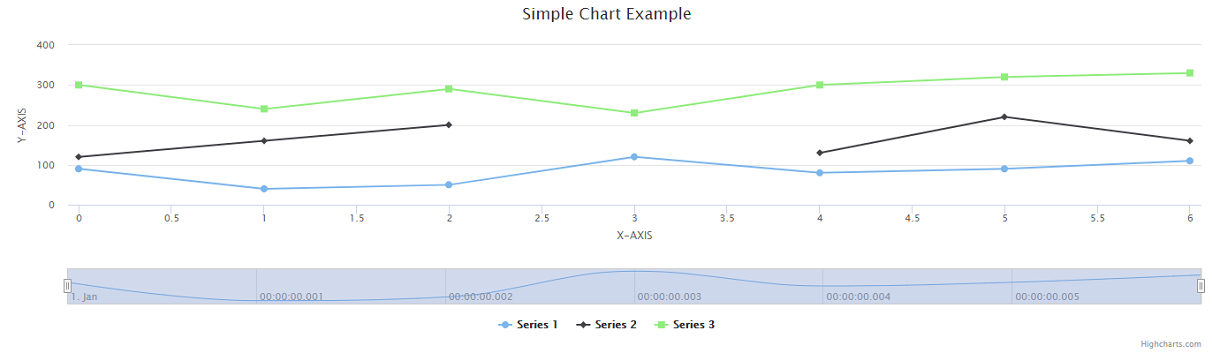 Simple Chart Example
Y-AXIS
400
300
200
100
0
0 0.5 1 1.5 2 2.5 3 3.5 4 4.5 5 5.5 6
X-AXIS
1. Jan 00:00:00.001 00:00:00.002 00:00:00.003 00:00:00.004 00:00:00.005
Series 1 Series 2 Series 3
Highcharts.com